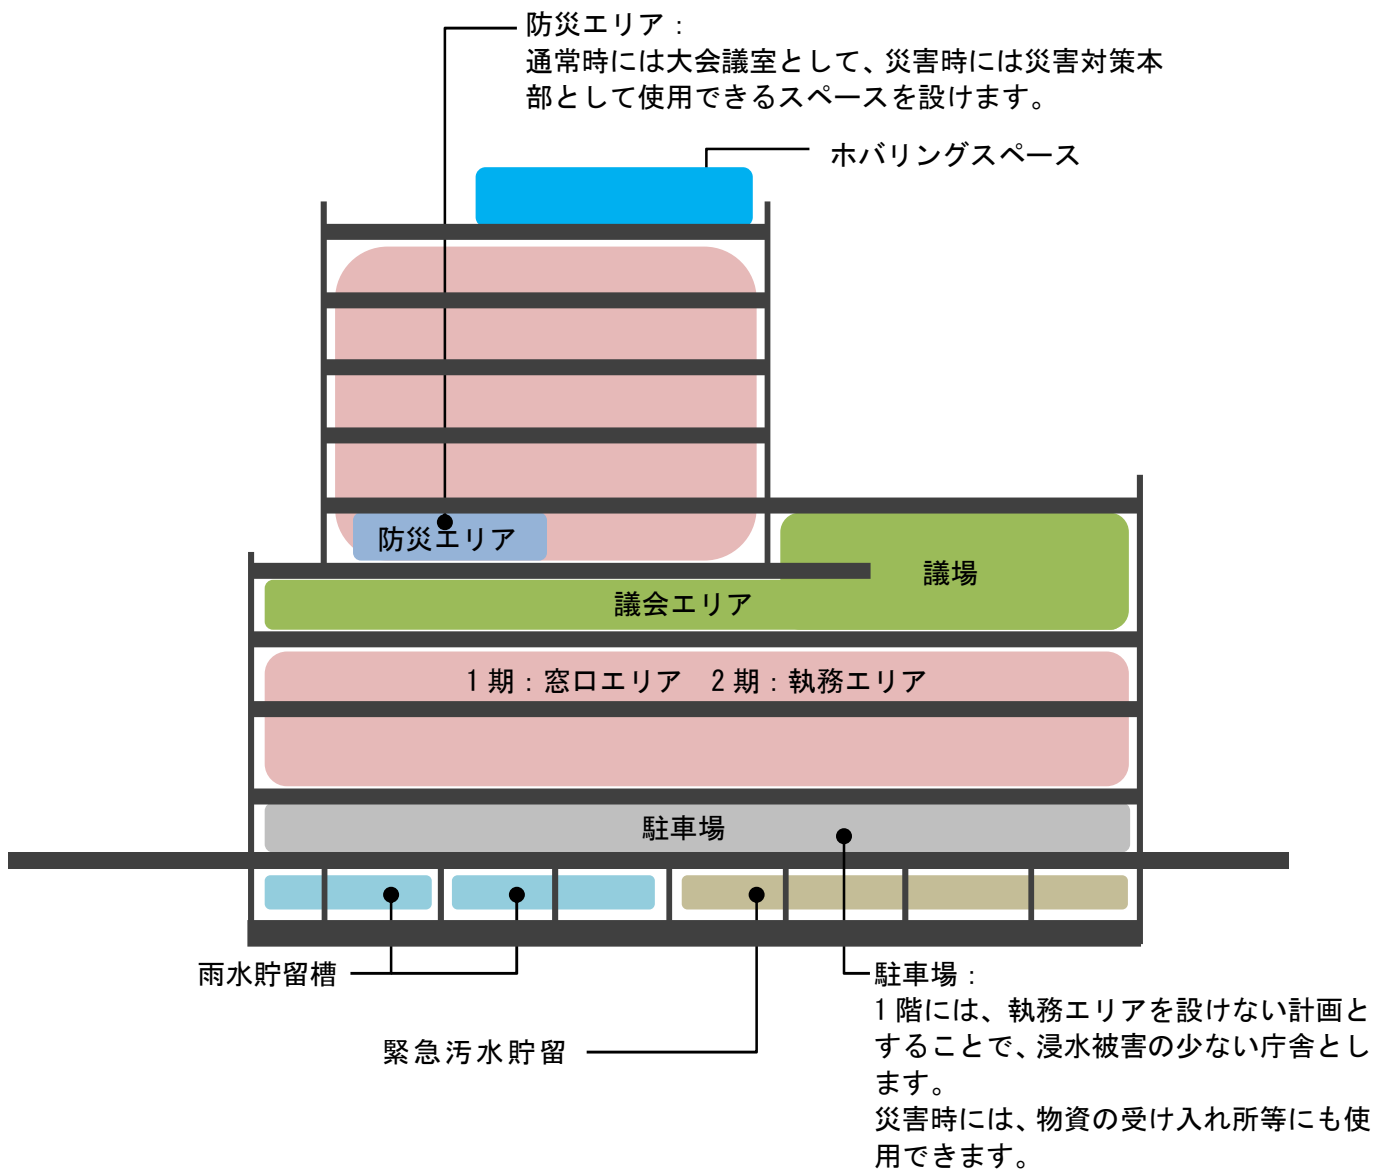 防災エリア：
通常時には大会議室として、災害時には災害対策本
部として使用できるスペースを設けます。
ホバリングスペース
防災エリア
議場
議会エリア
1期：窓口エリア　2期：執務エリア
駐車場
雨水貯留槽
緊急汚水貯留
駐車場：
1階には、執務エリアを設けない計画と
することで、浸水被害の少ない庁舎とし
ます。
災害時には、物資の受け入れ所等にも使
用できます。